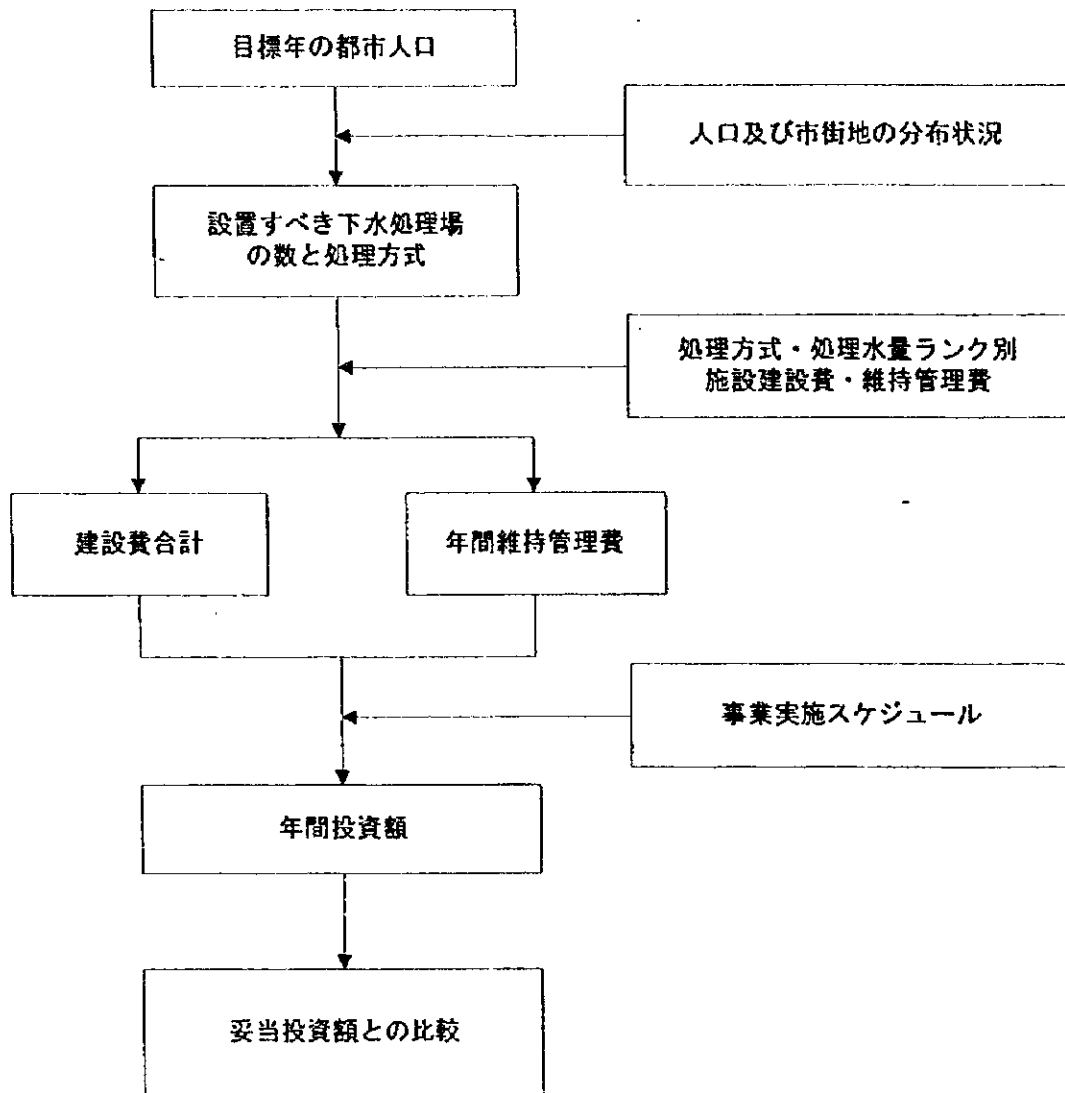 目標年の都市人口
人口及び市街地の分布状況
設置すべき下水処理場
の数と処理方式
処理方式・処理水量ランク別
施設建設費・維持管理費
建設費合計
年間維持管理費
事業実施スケジュール
年間投資額
妥当投資額との比較